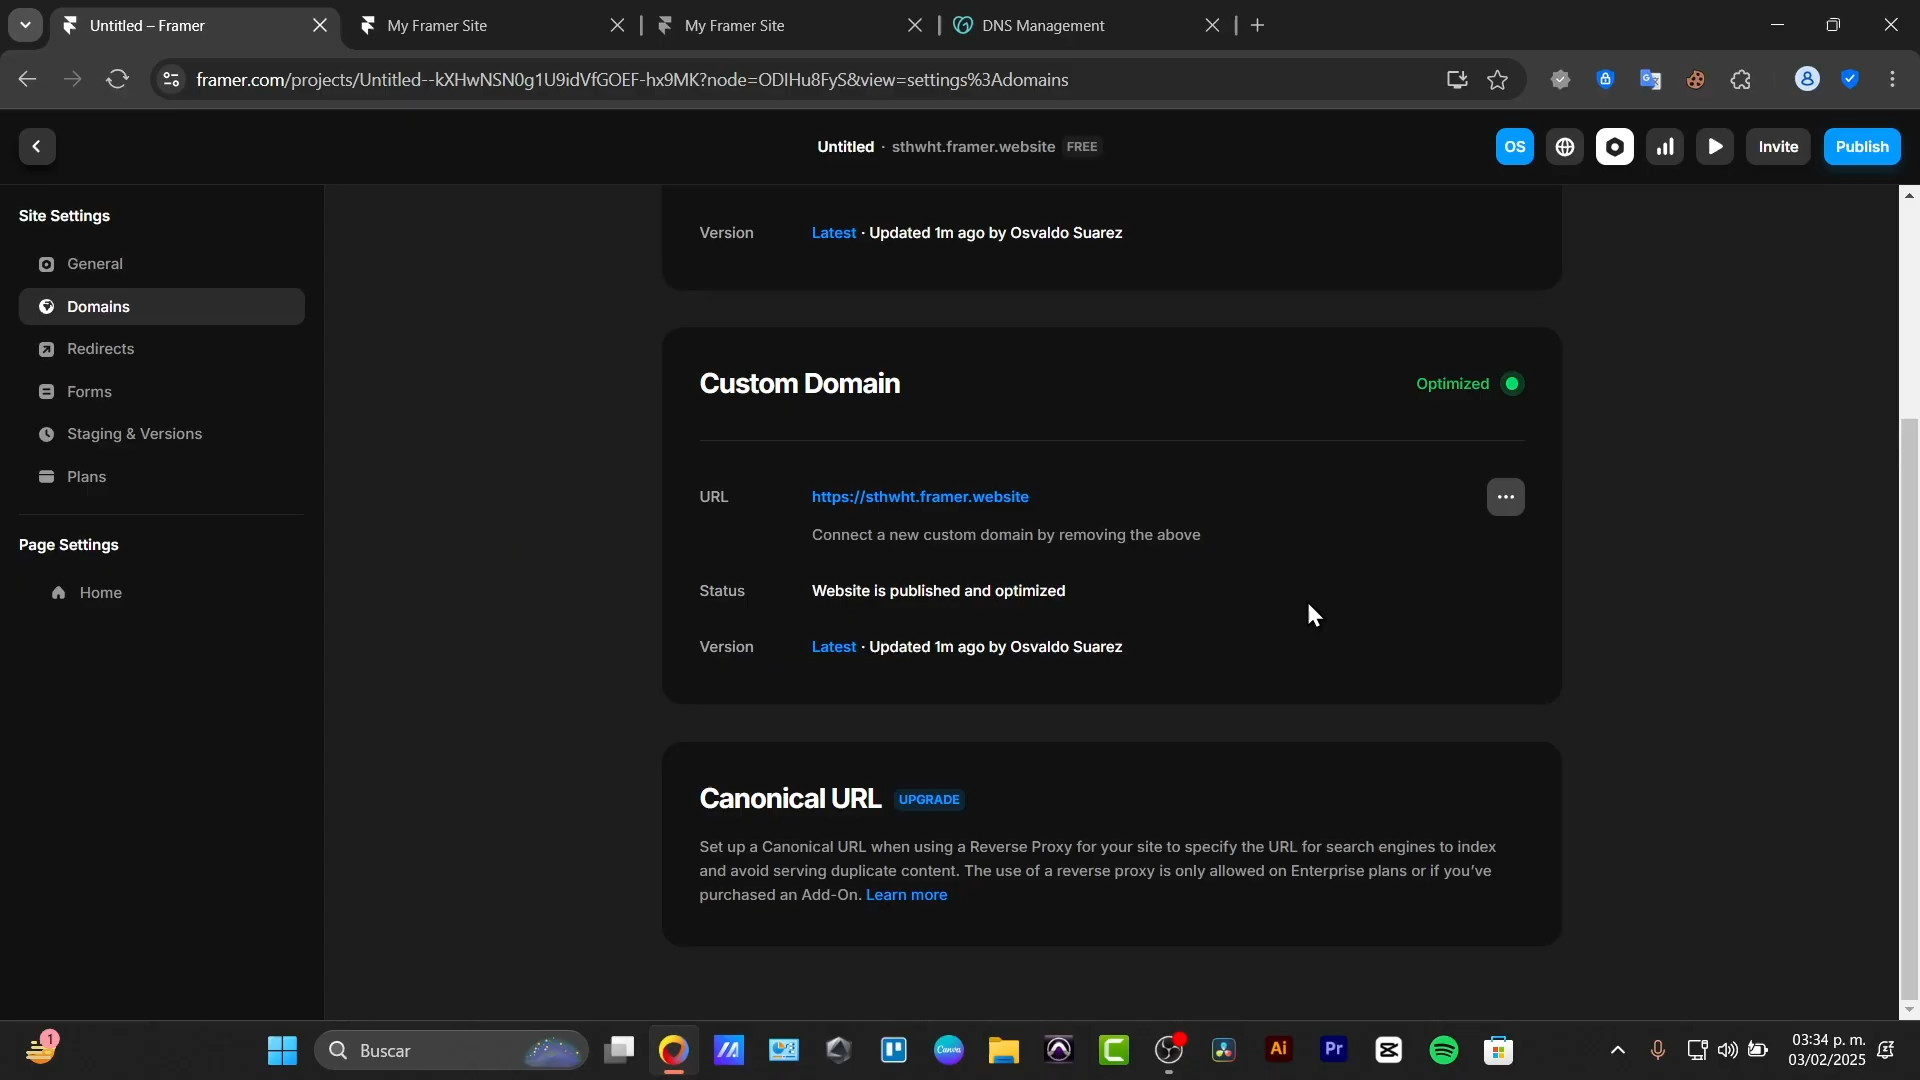 Untitled – Framer
My Framer Site
My Framer Site
DNS Management
framer.com/projects/Untitled--kXHwNSN0g1U9idVfGOEF-hx9MK?node=ODIHu8FyS&view=settings%3Adomains
Untitled · sthwht.framer.website FREE
OS
Invite
Publish
Site Settings
General
Domains
Redirects
Forms
Staging & Versions
Plans
Page Settings
Home
Version Latest · Updated 1m ago by Osvaldo Suarez
Custom Domain
Optimized
URL https://sthwht.framer.website
Connect a new custom domain by removing the above
Status Website is published and optimized
Version Latest · Updated 1m ago by Osvaldo Suarez
Canonical URL UPGRADE
Set up a Canonical URL when using a Reverse Proxy for your site to specify the URL for search engines to index
and avoid serving duplicate content. The use of a reverse proxy is only allowed on Enterprise plans or if you've
purchased an Add-On. Learn more
1
Buscar
Canva
Ai
Pr
03:34 p. m.
03/02/2025